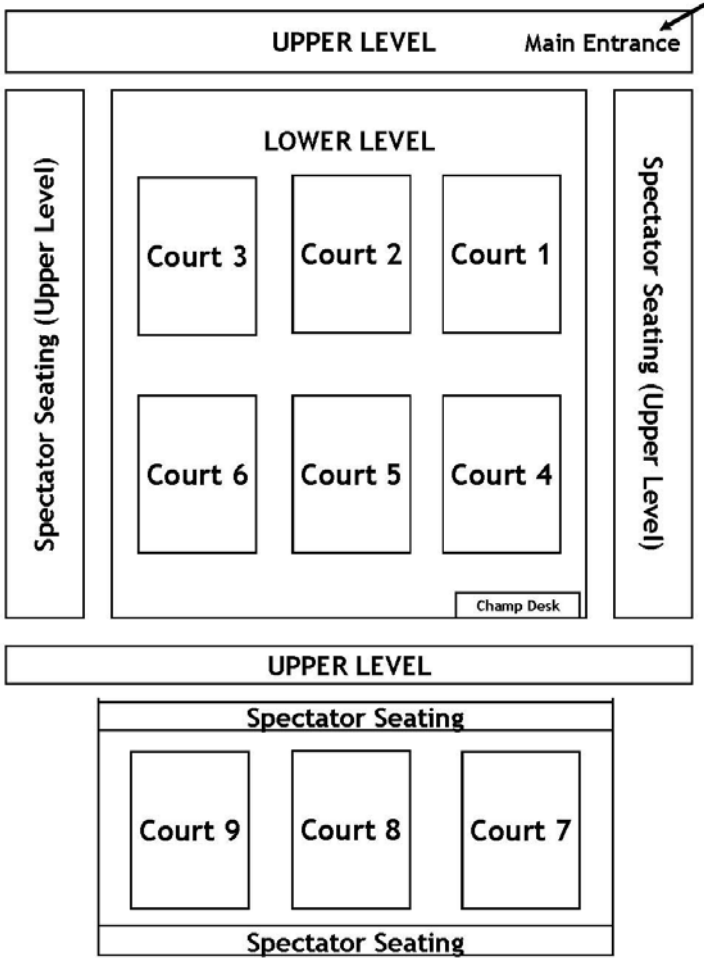 UPPER LEVEL
Main Entrance
LOWER LEVEL
Spectator Seating (Upper Level)
Spectator Seating (Upper Level)
Court 3
Court 2
Court 1
Court 6
Court 5
Court 4
Champ Desk
UPPER LEVEL
Spectator Seating
Court 9
Court 8
Court 7
Spectator Seating